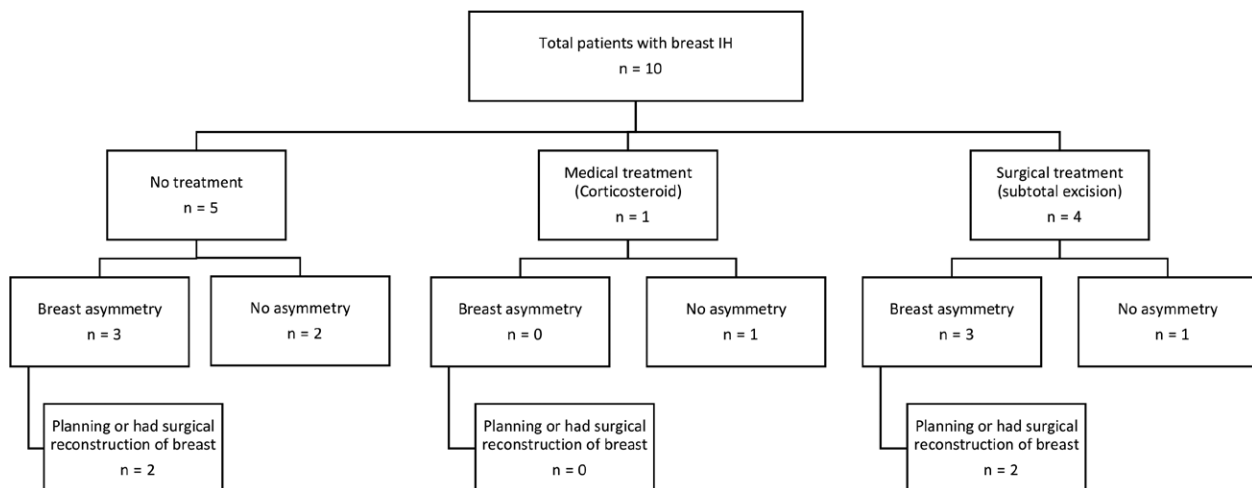 Total patients with breast IH
n = 10
No treatment
n = 5
Medical treatment
(Corticosteroid)
n = 1
Surgical treatment
(subtotal excision)
n = 4
Breast asymmetry
n = 3
No asymmetry
n = 2
Breast asymmetry
n = 0
No asymmetry
n = 1
Breast asymmetry
n = 3
No asymmetry
n = 1
Planning or had surgical
reconstruction of breast
n = 2
Planning or had surgical
reconstruction of breast
n = 0
Planning or had surgical
reconstruction of breast
n = 2